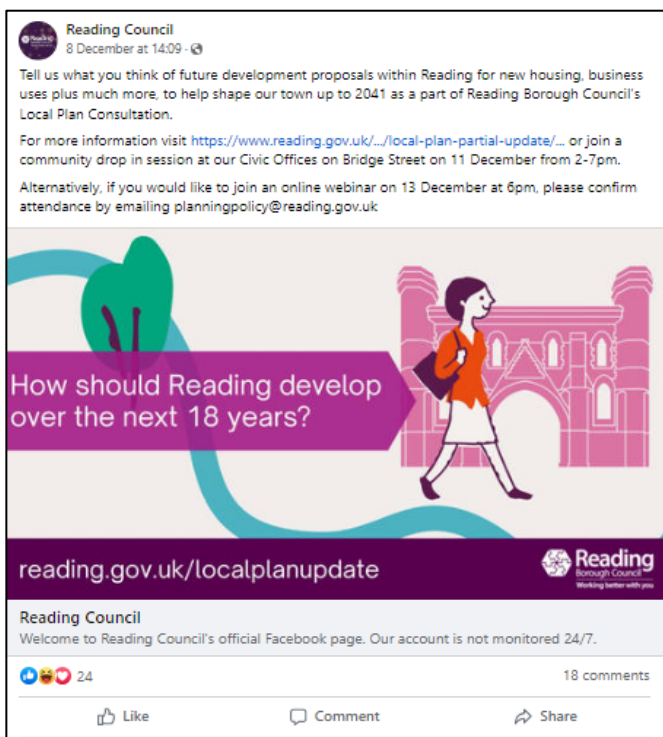 Reading Council
8 December at 14:09 ·
Tell us what you think of future development proposals within Reading for new housing, business
uses plus much more, to help shape our town up to 2041 as a part of Reading Borough Council's
Local Plan Consultation.
For more information visit https://www.reading.gov.uk/.../local-plan-partial-update/... or join a
community drop in session at our Civic Offices on Bridge Street on 11 December from 2-7pm.
Alternatively, if you would like to join an online webinar on 13 December at 6pm, please confirm
attendance by emailing planningpolicy@reading.gov.uk
How should Reading develop
over the next 18 years?
reading.gov.uk/localplanupdate
Reading
Borough Council
Working better with you
Reading Council
Welcome to Reading Council's official Facebook page. Our account is not monitored 24/7.
24
18 comments
Like
Comment
Share